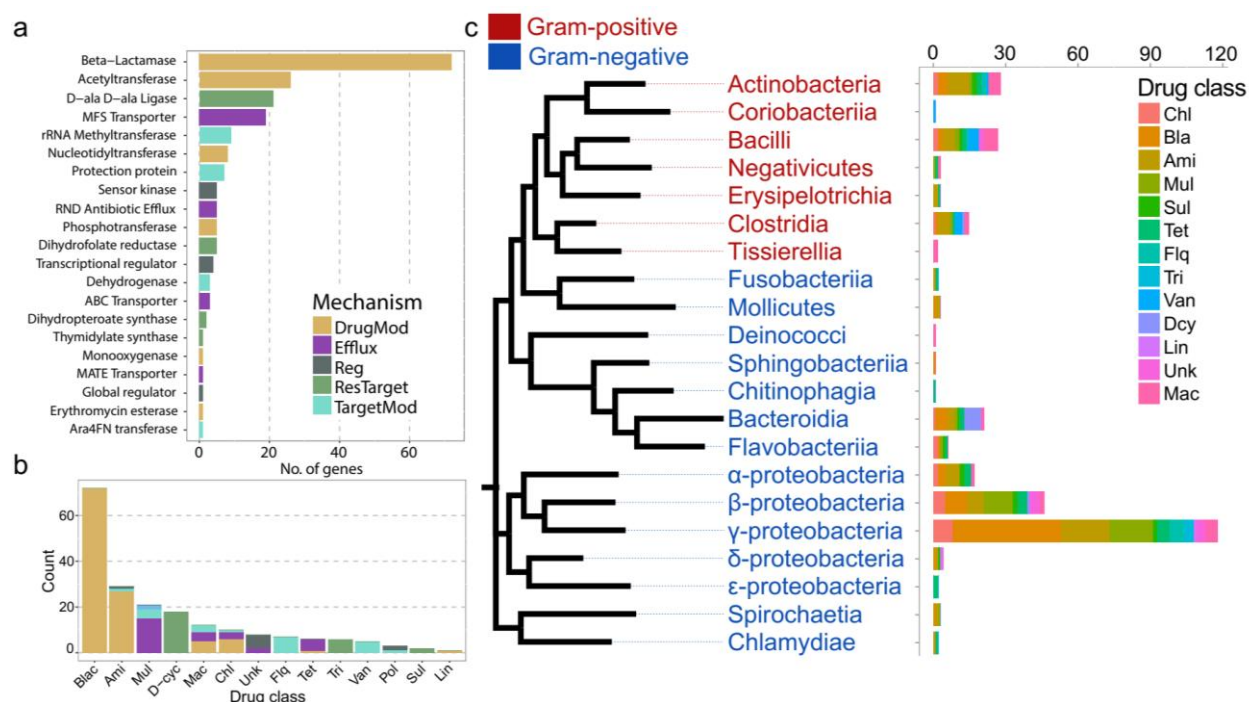 a
Beta-Lactamase
Acetyltransferase
D-ala D-ala Ligase
MFS Transporter
rRNA Methyltransferase
Nucleotidyltransferase
Protection protein
Sensor kinase
RND Antibiotic Efflux
Phosphotransferase
Dihydrofolate reductase
Transcriptional regulator
Dehydrogenase
ABC Transporter
Dihydropteroate synthase
Thymidylate synthase
Monooxygenase
MATE Transporter
Global regulator
Erythromycin esterase
Ara4FN transferase
Mechanism
DrugMod
Efflux
Reg
ResTarget
TargetMod
0 20 40 60
No. of genes
b
Count
60
40
20
0
Blac Ami Mul D-cyc Mac Chl Unk Flq Tet Tri Van Pol Sul Lin
Drug class
c
Gram-positive
Gram-negative
Actinobacteria
Coriobacteriia
Bacilli
Negativicutes
Erysipelotrichia
Clostridia
Tissierellia
Fusobacteriia
Mollicutes
Deinococci
Sphingobacteriia
Chitinophagia
Bacteroidia
Flavobacteriia
α-proteobacteria
β-proteobacteria
γ-proteobacteria
δ-proteobacteria
ε-proteobacteria
Spirochaetia
Chlamydiae
0 30 60 90 120
Drug class
Chl
Bla
Ami
Mul
Sul
Tet
Flq
Tri
Van
Dcy
Lin
Unk
Mac